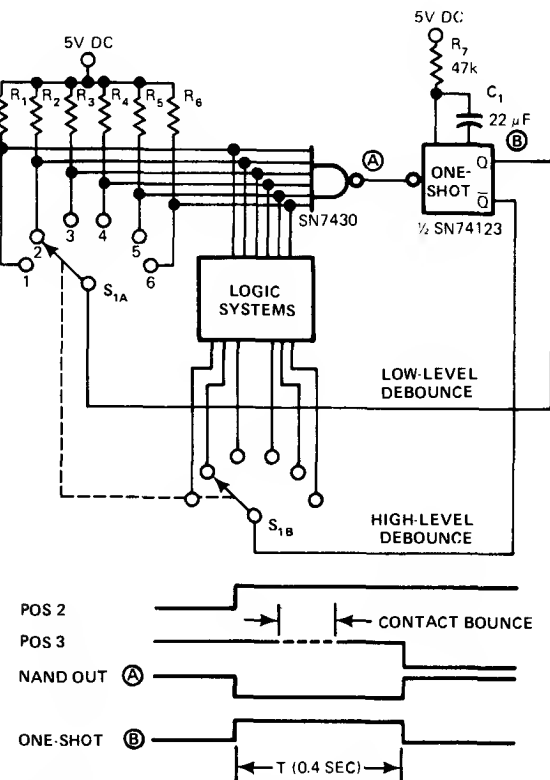 5V DC
5V DC
R1 R2 R3 R4 R5 R6
R7
47k
C1
22 µF
A
B
ONE-
SHOT
Q
Q̅
SN7430
½ SN74123
1
2
3
4
5
6
S1A
LOGIC
SYSTEMS
LOW-LEVEL
DEBOUNCE
S1B
HIGH-LEVEL
DEBOUNCE
POS 2
CONTACT BOUNCE
POS 3
NAND OUT A
ONE-SHOT B
T (0.4 SEC)